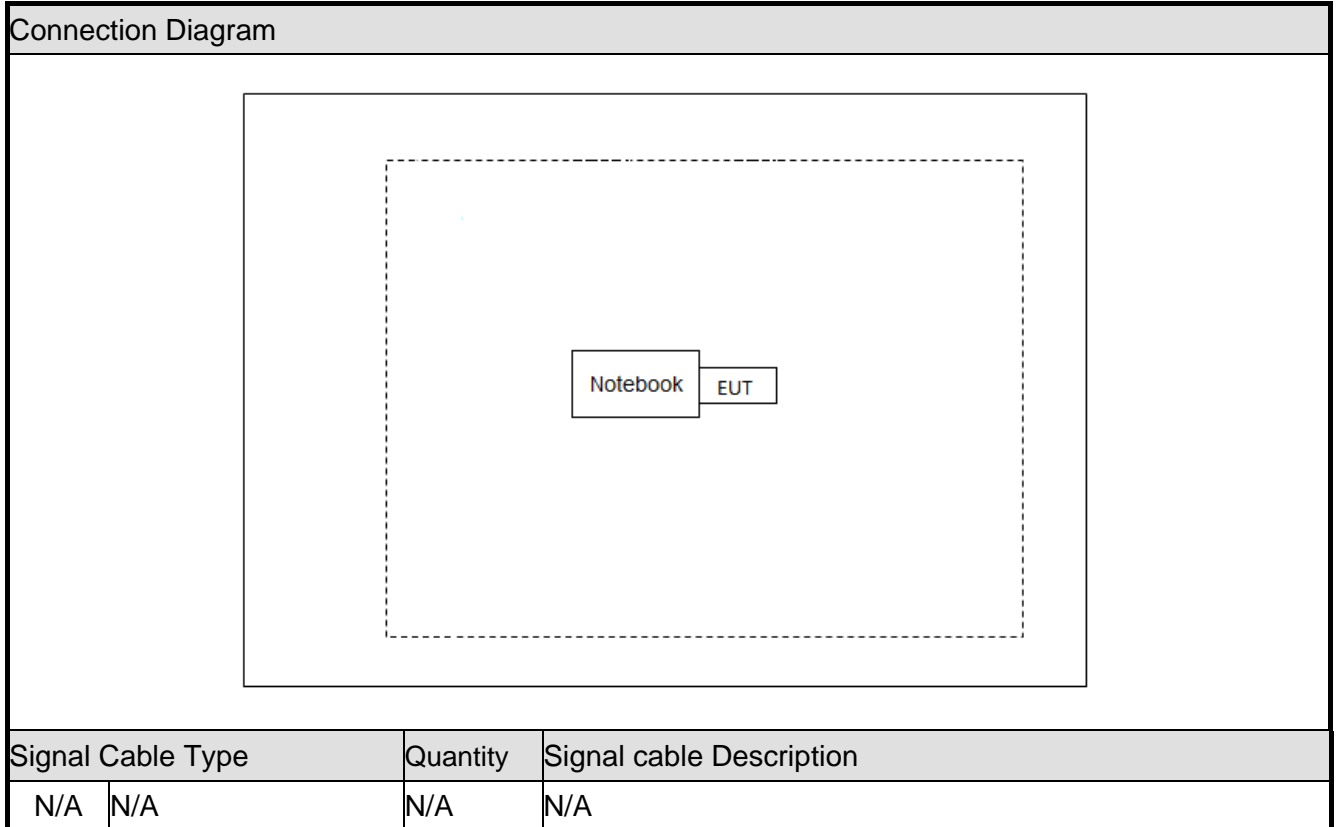 Connection Diagram
Notebook EUT
Signal Cable Type Quantity Signal cable Description
N/A N/A N/A N/A